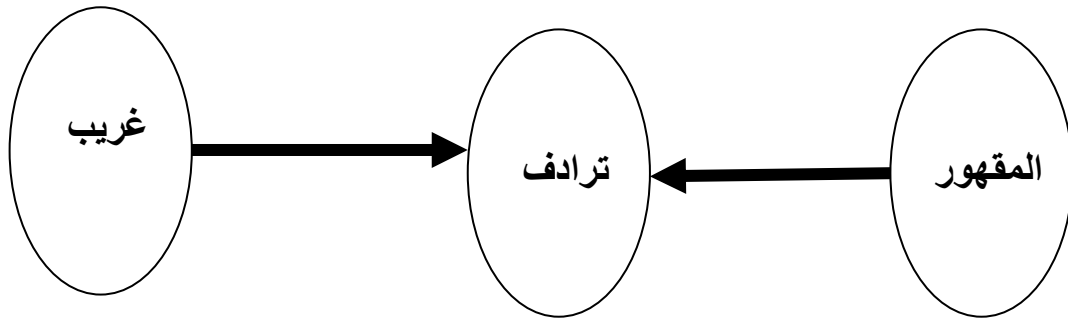 المقهور
ترادف
غريب